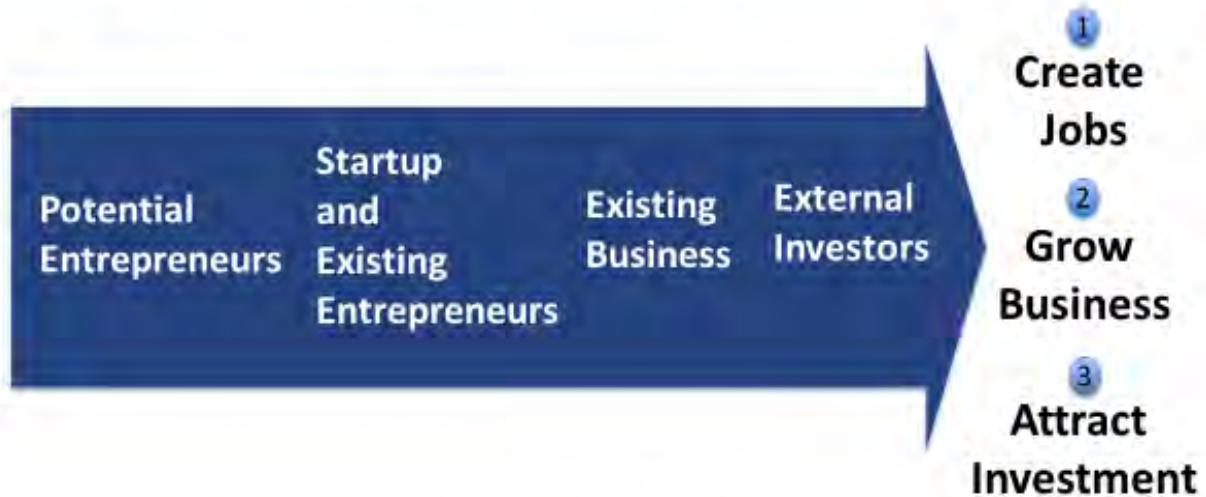 Potential
Entrepreneurs
Startup
and
Existing
Entrepreneurs
Existing
Business
External
Investors
1
Create
Jobs
2
Grow
Business
3
Attract
Investment